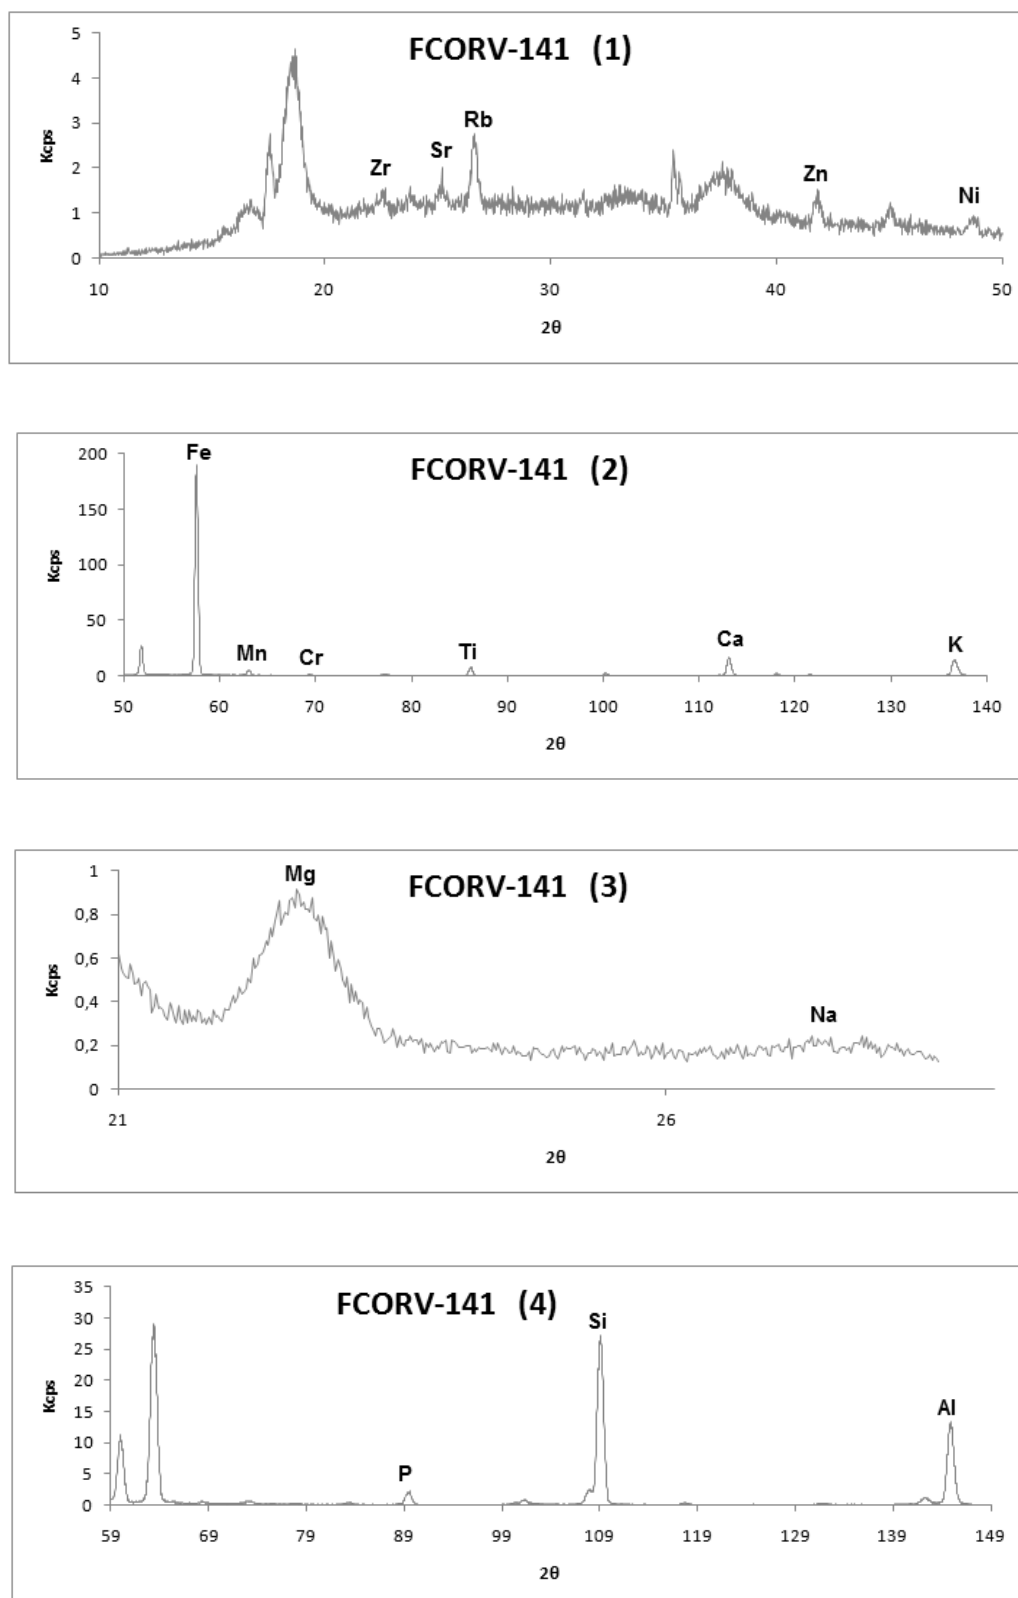 FCORV-141 (1)
5
4
3
2
1
0
Kcps
Zr
Sr
Rb
Zn
Ni
10
20
30
40
50
2θ
FCORV-141 (2)
200
150
100
50
0
Kcps
Fe
Mn
Cr
Ti
Ca
K
50
60
70
80
90
100
110
120
130
140
2θ
FCORV-141 (3)
1
0,8
0,6
0,4
0,2
0
Kcps
Mg
Na
21
26
2θ
FCORV-141 (4)
35
30
25
20
15
10
5
0
Kcps
P
Si
Al
59
69
79
89
99
109
119
129
139
149
2θ